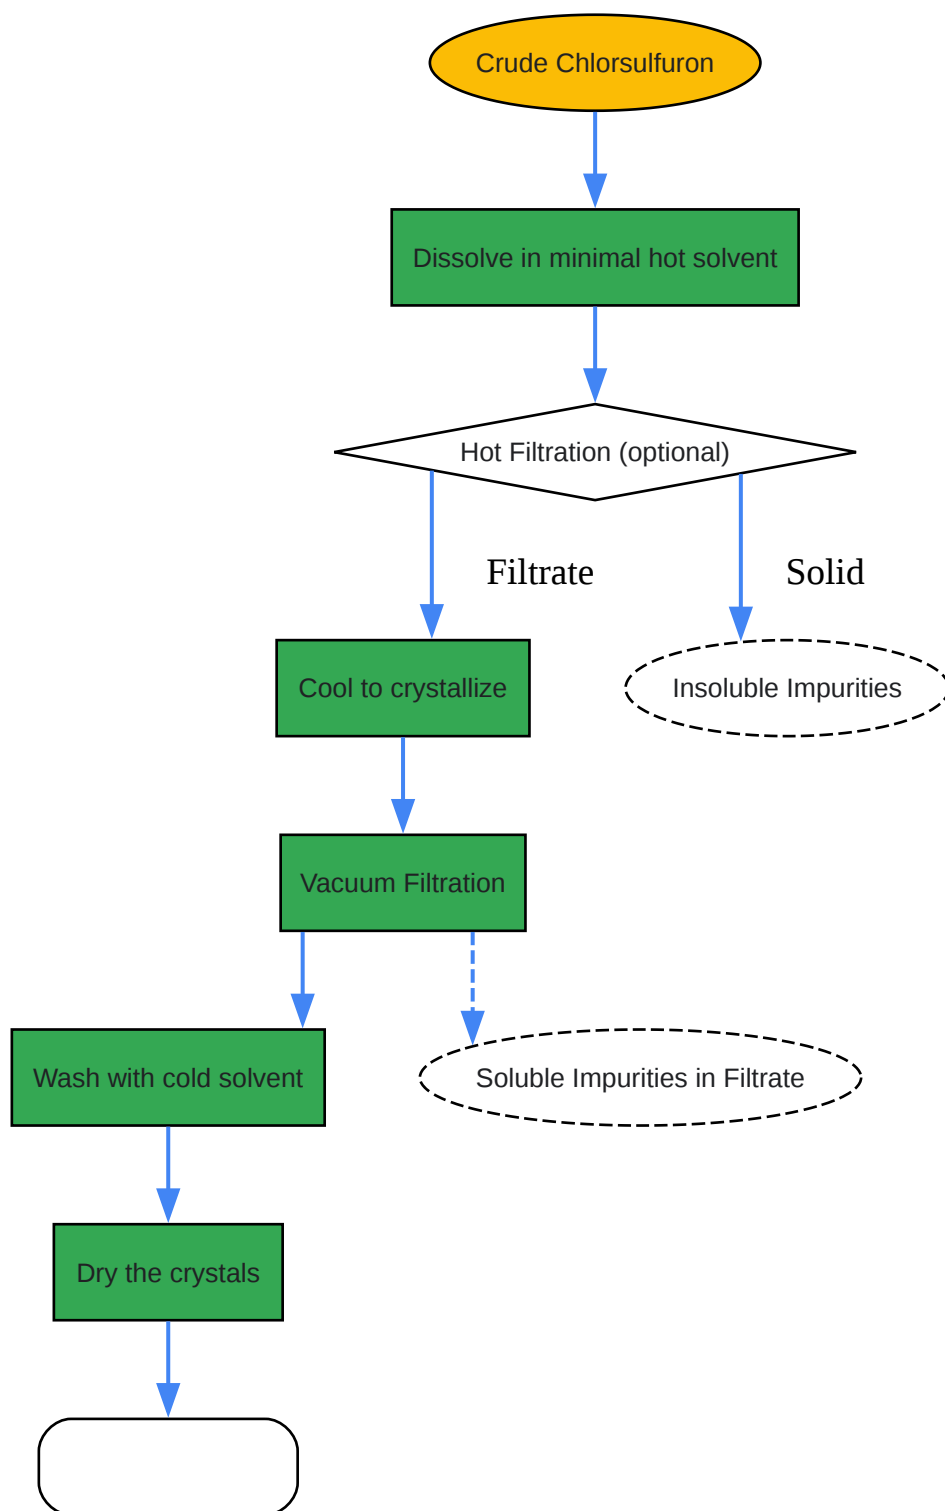 Crude Chlorsulfuron
Dissolve in minimal hot solvent
Hot Filtration (optional)
Filtrate
Solid
Cool to crystallize
Insoluble Impurities
Vacuum Filtration
Wash with cold solvent
Soluble Impurities in Filtrate
Dry the crystals